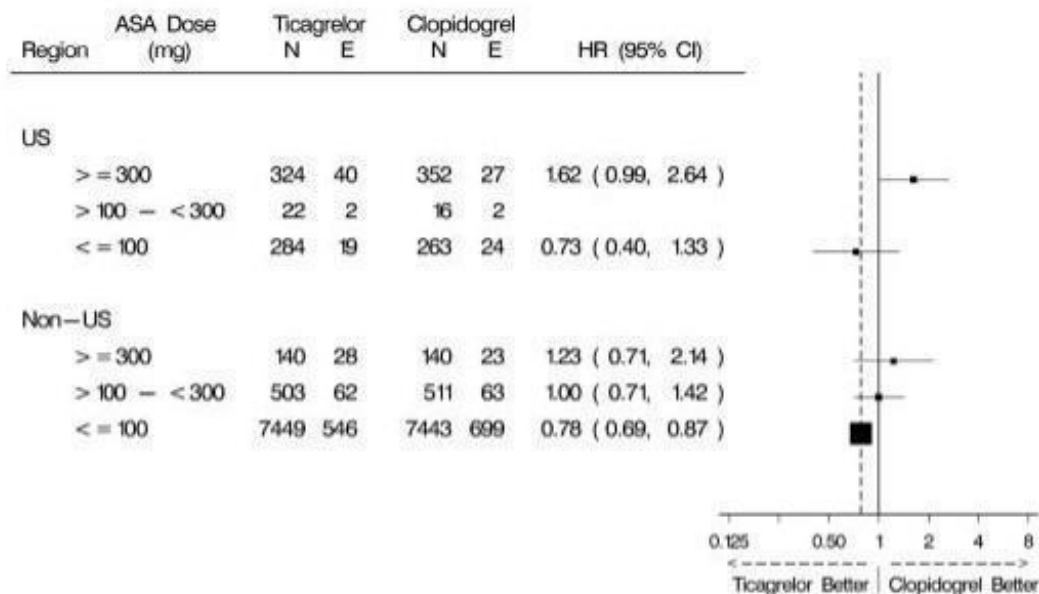 ASA Dose Ticagrelor Clopidogrel
Region (mg) N E N E HR (95% CI)
US
>=300 324 40 352 27 1.62 (0.99, 2.64)
>100 — <300 22 2 16 2
<=100 284 19 263 24 0.73 (0.40, 1.33)
Non—US
>=300 140 28 140 23 1.23 (0.71, 2.14)
>100 — <300 503 62 511 63 1.00 (0.71, 1.42)
<=100 7449 546 7443 699 0.78 (0.69, 0.87)
0.125 0.50 1 2 4 8
Ticagrelor Better Clopidogrel Better